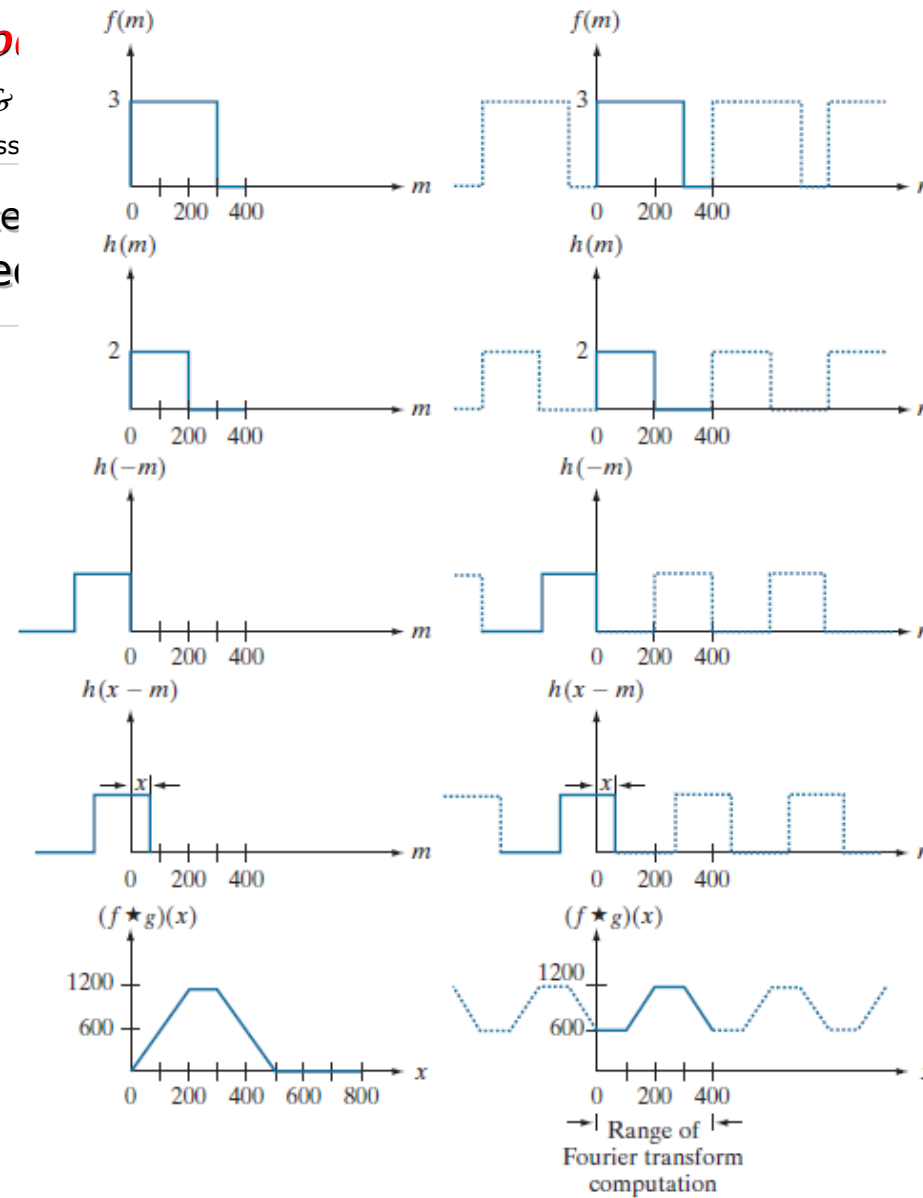 f(m)
f(m)
3
3
m
0 200 400
0 200 400
h(m)
h(m)
2
2
m
0 200 400
0 200 400
h(−m)
h(−m)
m
0 200 400
0 200 400
h(x − m)
h(x − m)
x
x
m
0 200 400
0 200 400
(f ★ g)(x)
(f ★ g)(x)
1200
1200
600
600
x
0 200 400 600 800
0 200 400
Range of
Fourier transform
computation